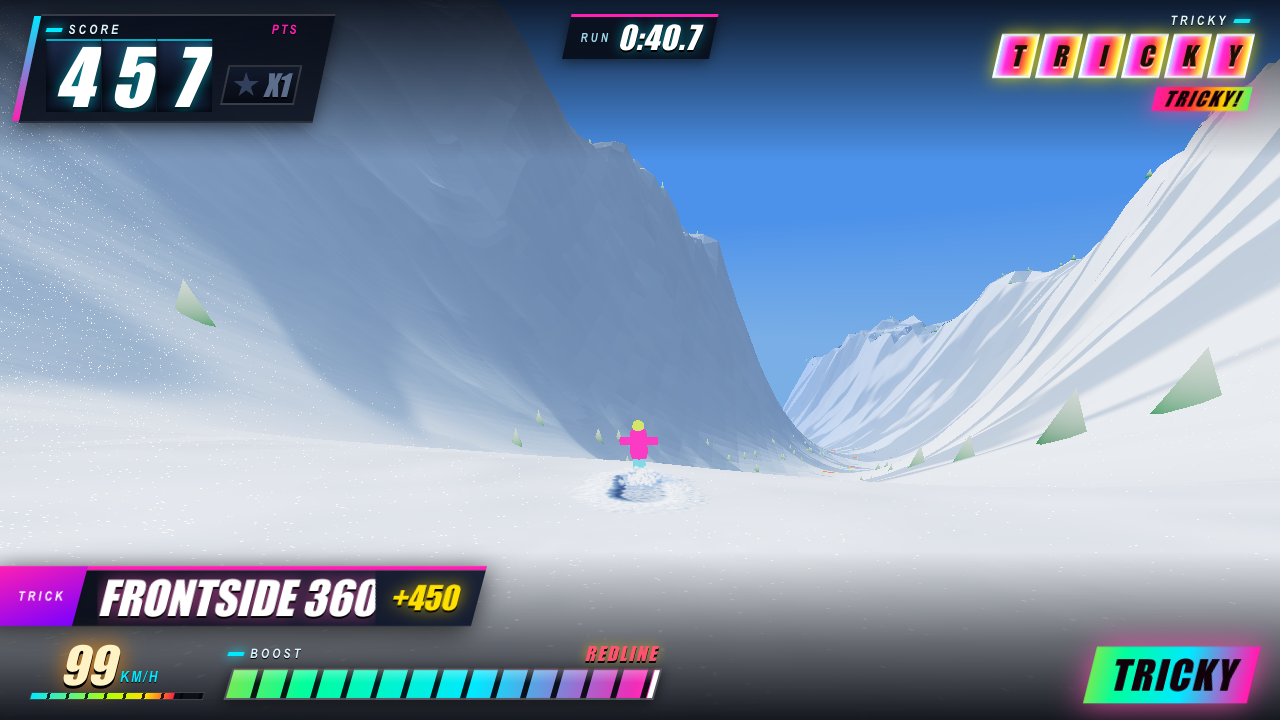 SCORE PTS
457 X1
RUN 0:40.7
TRICKY
TRICKY
TRICKY!
TRICK FRONTSIDE 360 +450
99 KM/H
BOOST REDLINE
TRICKY